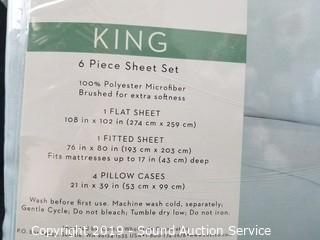 KING
6 Piece Sheet Set
100% Polyester Microfiber
Brushed for extra softness
1 FLAT SHEET
108 in x 102 in (274 cm x 259 cm)
1 FITTED SHEET
76 in x 80 in (193 cm x 203 cm)
Fits mattresses up to 17 in (43 cm) deep
4 PILLOW CASES
21 in x 39 in (53 cm x 99 cm)
Wash before first use. Machine wash cold, separately;
Gentle Cycle; Do not bleach; Tumble dry low; Do not iron.
P.O.
Copyright 2019 - Sound Auction Service